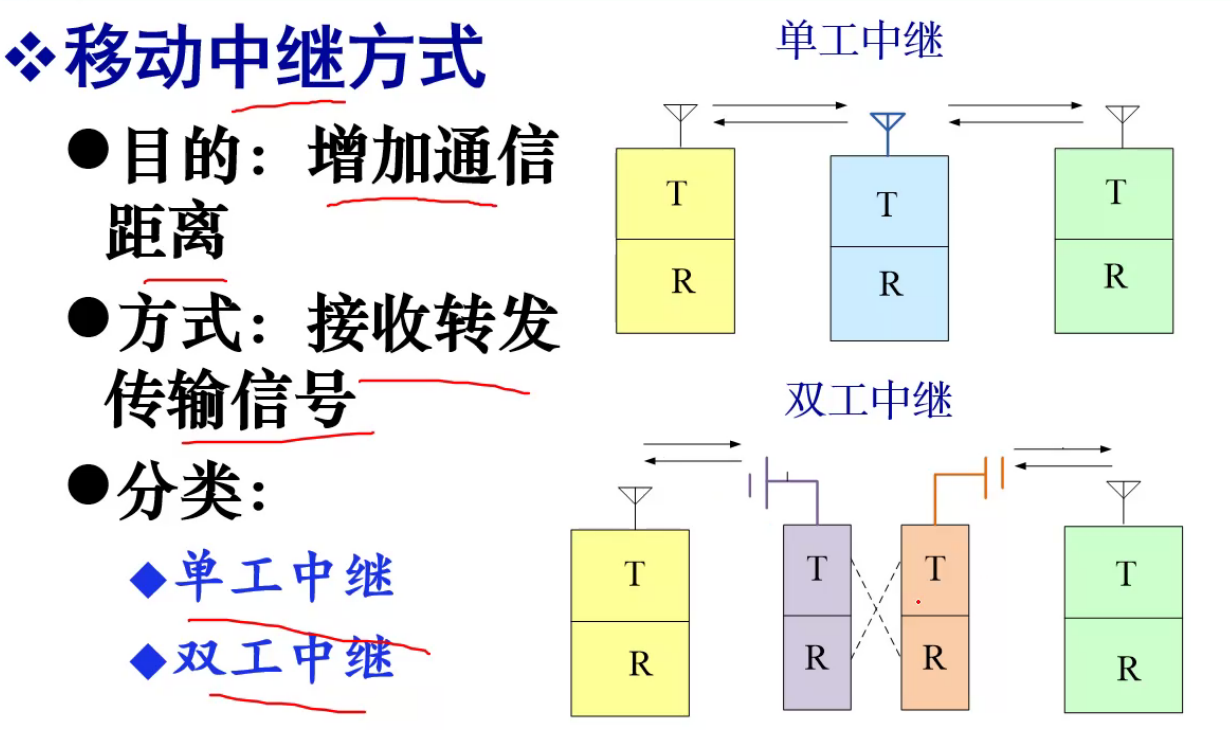 ❖移动中继方式
●目的：增加通信
距离
●方式：接收转发
传输信号
●分类：
◆单工中继
◆双工中继
单工中继
T
T
T
R
R
R
双工中继
T
T
T
T
R
R
R
R